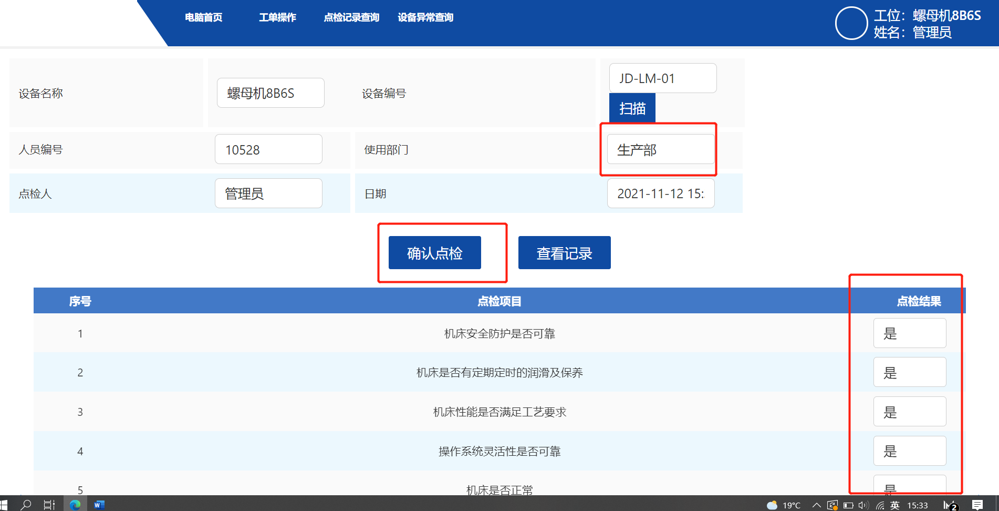 电脑首页 工单操作 点检记录查询 设备异常查询
工位：螺母机8B6S
姓名：管理员
设备名称 螺母机8B6S 设备编号 JD-LM-01
扫描
人员编号 10528 使用部门 生产部
点检人 管理员 日期 2021-11-12 15:
确认点检 查看记录
序号 点检项目 点检结果
1 机床安全防护是否可靠 是
2 机床是否有定期定时的润滑及保养 是
3 机床性能是否满足工艺要求 是
4 操作系统灵活性是否可靠 是
5 机床是否正常 是
19°C 英 15:33 2